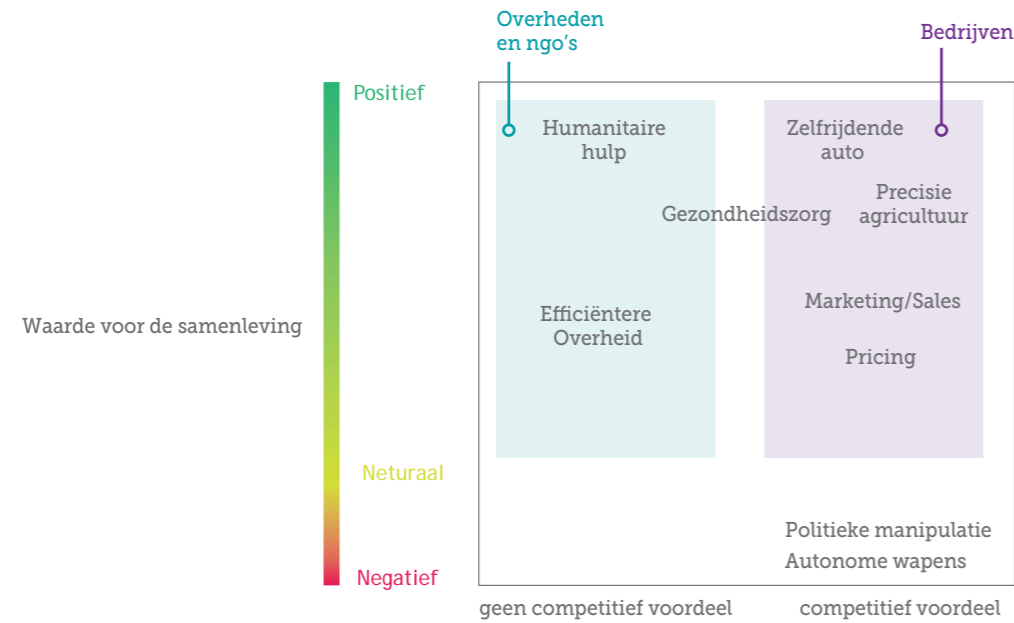 Overheden
en ngo's
Bedrijven
Positief
Humanitaire
hulp
Zelfrijdende
auto
Precisie
agricultuur
Gezondheidszorg
Marketing/Sales
Efficiëntere
Overheid
Waarde voor de samenleving
Pricing
Neturaal
Politieke manipulatie
Autonome wapens
Negatief
geen competitief voordeel
competitief voordeel